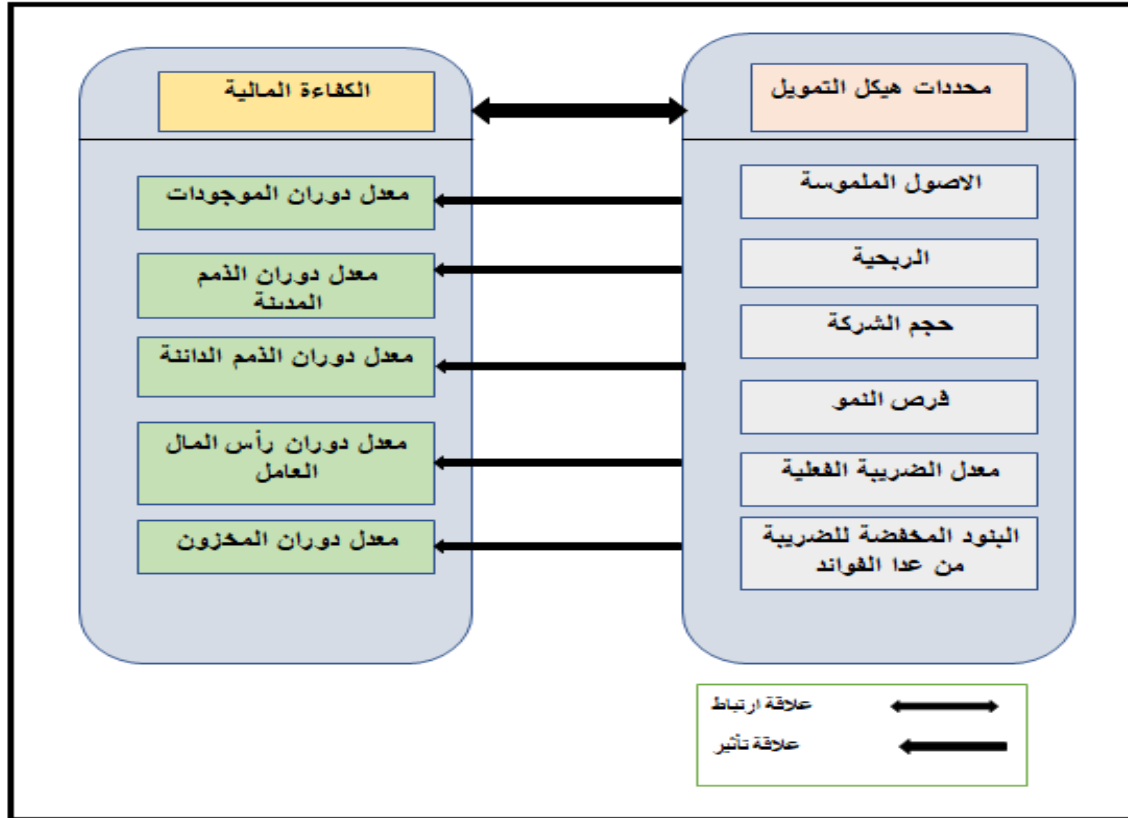 محددات هيكل التمويل
الاصول الملموسة
الربحية
حجم الشركة
فرص النمو
معدل الضريبة الفعلية
البنود المخفضة للضريبة
من عدا الفوائد
الكفاءة المالية
معدل دوران الموجودات
معدل دوران الذمم
المدينة
معدل دوران الذمم الدائنة
معدل دوران رأس المال
العامل
معدل دوران المخزون
علاقة ارتباط
علاقة تأثير